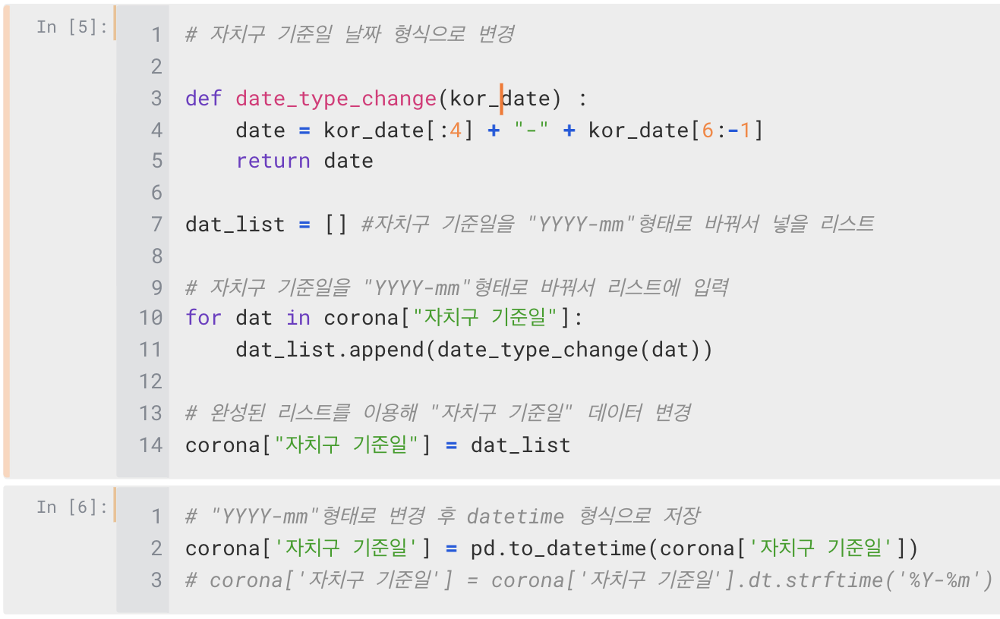 In [5]:
1 # 자치구 기준일 날짜 형식으로 변경
2
3 def date_type_change(kor_date) :
4     date = kor_date[:4] + "-" + kor_date[6:-1]
5     return date
6
7 dat_list = [] #자치구 기준일을 "YYYY-mm"형태로 바꿔서 넣을 리스트
8
9 # 자치구 기준일을 "YYYY-mm"형태로 바꿔서 리스트에 입력
10 for dat in corona["자치구 기준일"]:
11     dat_list.append(date_type_change(dat))
12
13 # 완성된 리스트를 이용해 "자치구 기준일" 데이터 변경
14 corona["자치구 기준일"] = dat_list
In [6]:
1 # "YYYY-mm"형태로 변경 후 datetime 형식으로 저장
2 corona['자치구 기준일'] = pd.to_datetime(corona['자치구 기준일'])
3 # corona['자치구 기준일'] = corona['자치구 기준일'].dt.strftime('%Y-%m')